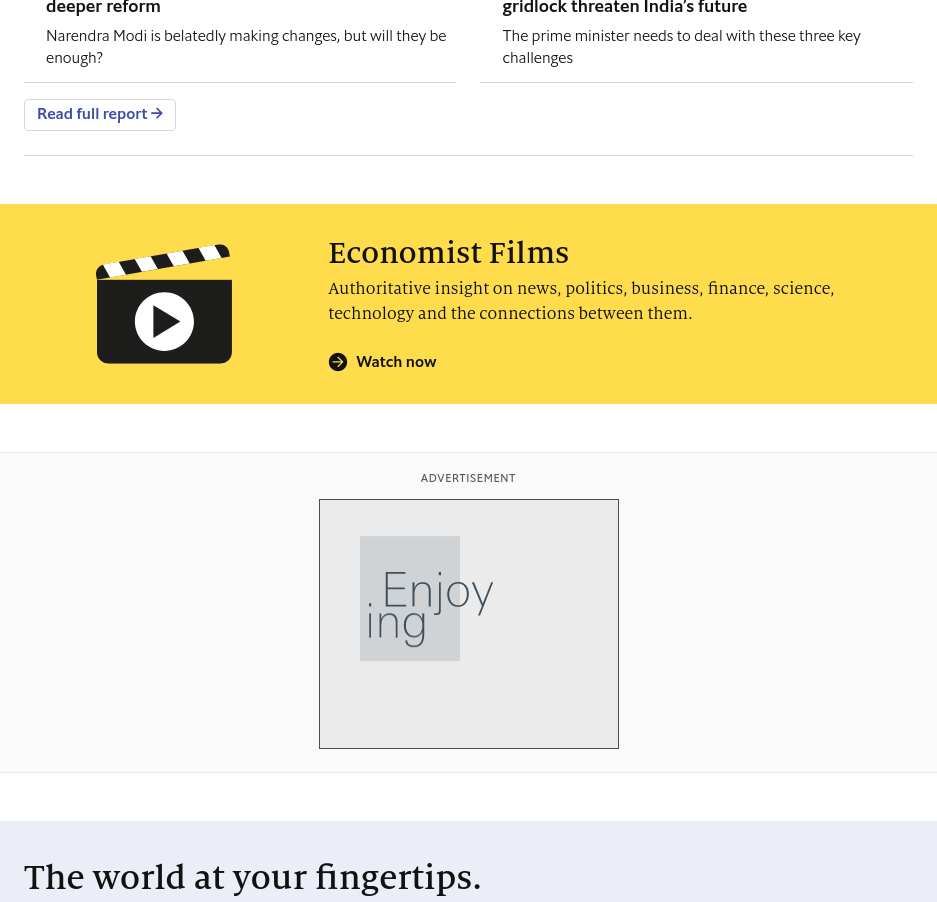 deeper reform
Narendra Modi is belatedly making changes, but will they be
enough?
gridlock threaten India’s future
The prime minister needs to deal with these three key
challenges
Read full report
Economist Films
Authoritative insight on news, politics, business, finance, science,
technology and the connections between them.
Watch now
ADVERTISEMENT
Enjoy
ing
The world at your fingertips.